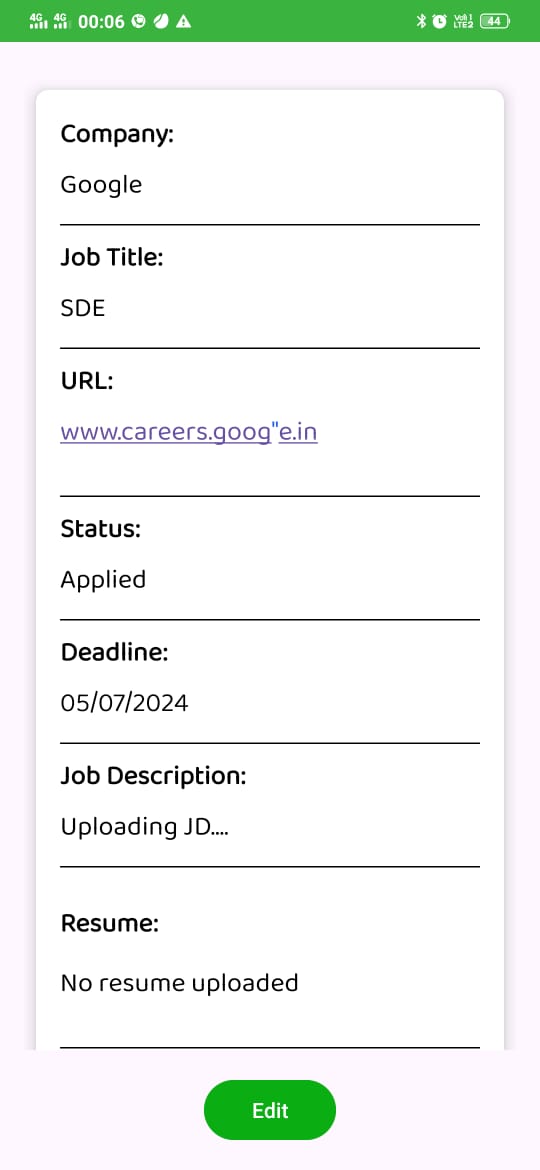 4G 4G 00:06 Vo) 1 LTE2 44
Company:
Google
Job Title:
SDE
URL:
www.careers.goog"e.in
Status:
Applied
Deadline:
05/07/2024
Job Description:
Uploading JD....
Resume:
No resume uploaded
Edit